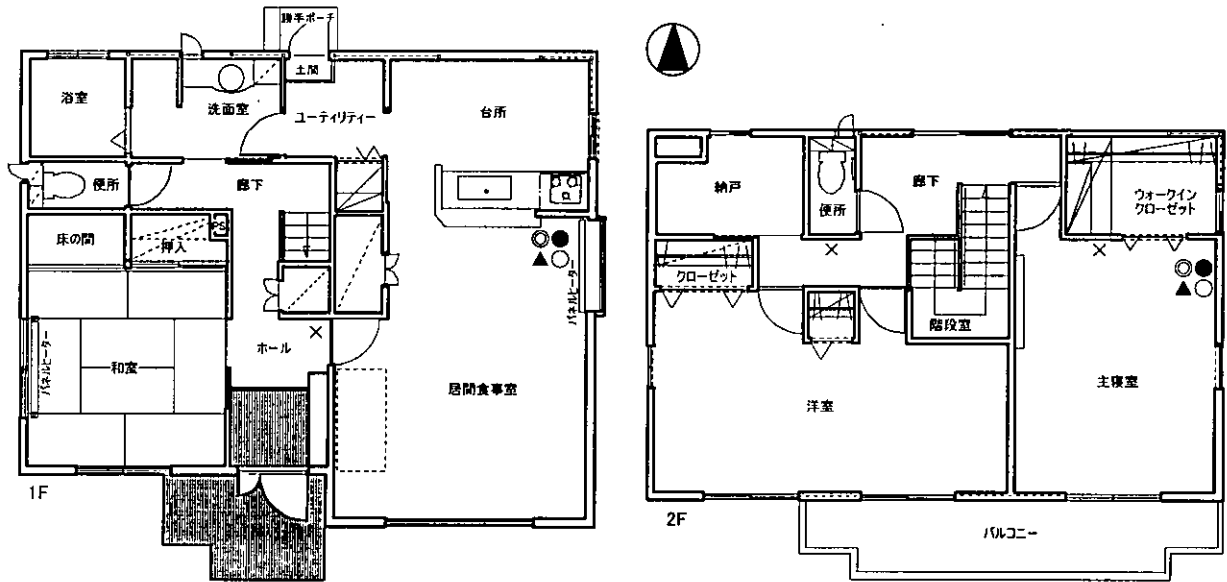 勝手ポーチ
土間
浴室
洗面室
ユーティリティー
台所
便所
廊下
床の間
押入
PS
パネルヒーター
ホール
和室
パネルヒーター
居間食事室
1F
納戸
便所
廊下
ウォークイン
クローゼット
クローゼット
階段室
洋室
主寝室
2F
バルコニー